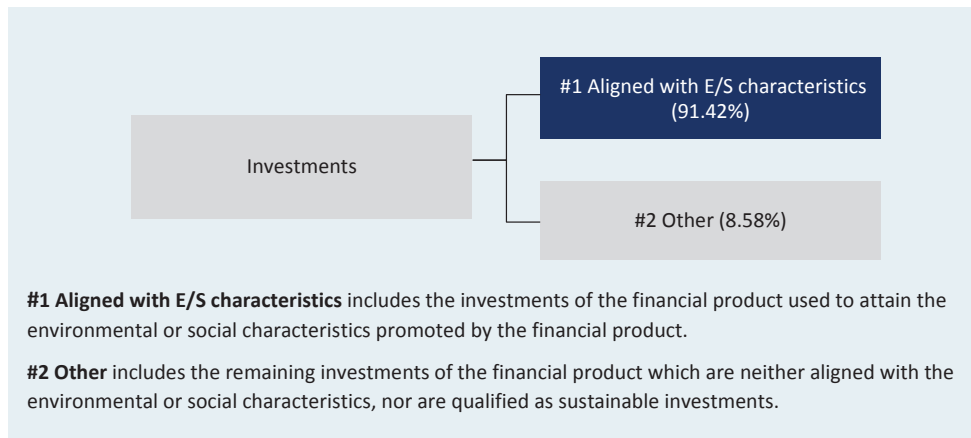 #1 Aligned with E/S characteristics
(91.42%)
Investments
#2 Other (8.58%)
#1 Aligned with E/S characteristics includes the investments of the financial product used to attain the
environmental or social characteristics promoted by the financial product.
#2 Other includes the remaining investments of the financial product which are neither aligned with the
environmental or social characteristics, nor are qualified as sustainable investments.